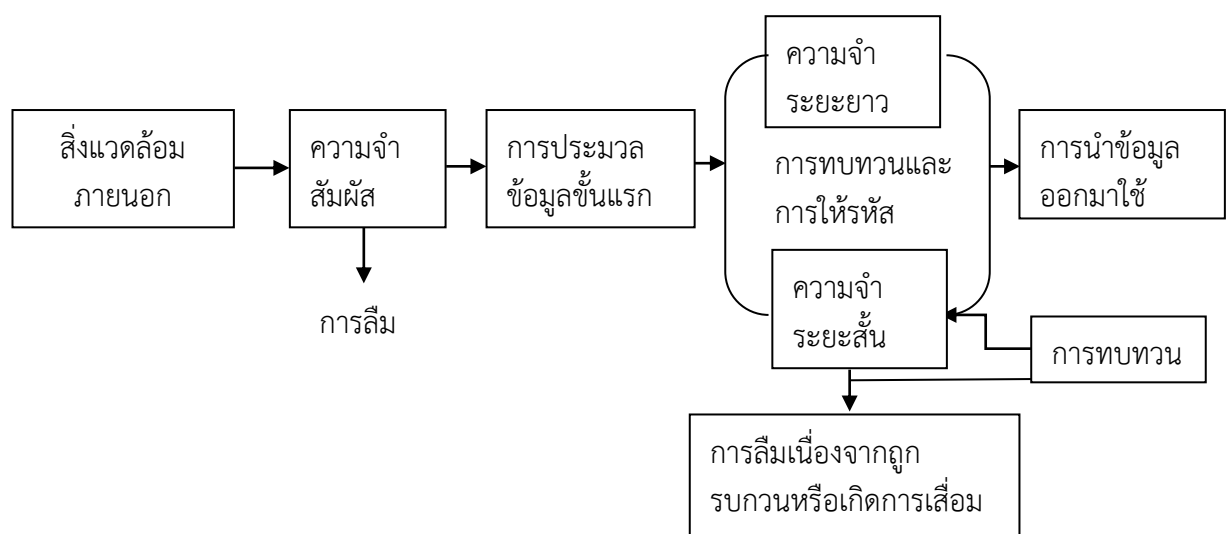 สิ่งแวดล้อม
ภายนอก
ความจำ
สัมผัส
การลืม
การประมวล
ข้อมูลขั้นแรก
ความจำ
ระยะยาว
การทบทวนและ
การให้รหัส
ความจำ
ระยะสั้น
การนำข้อมูล
ออกมาใช้
การทบทวน
การลืมเนื่องจากถูก
รบกวนหรือเกิดการเสื่อม